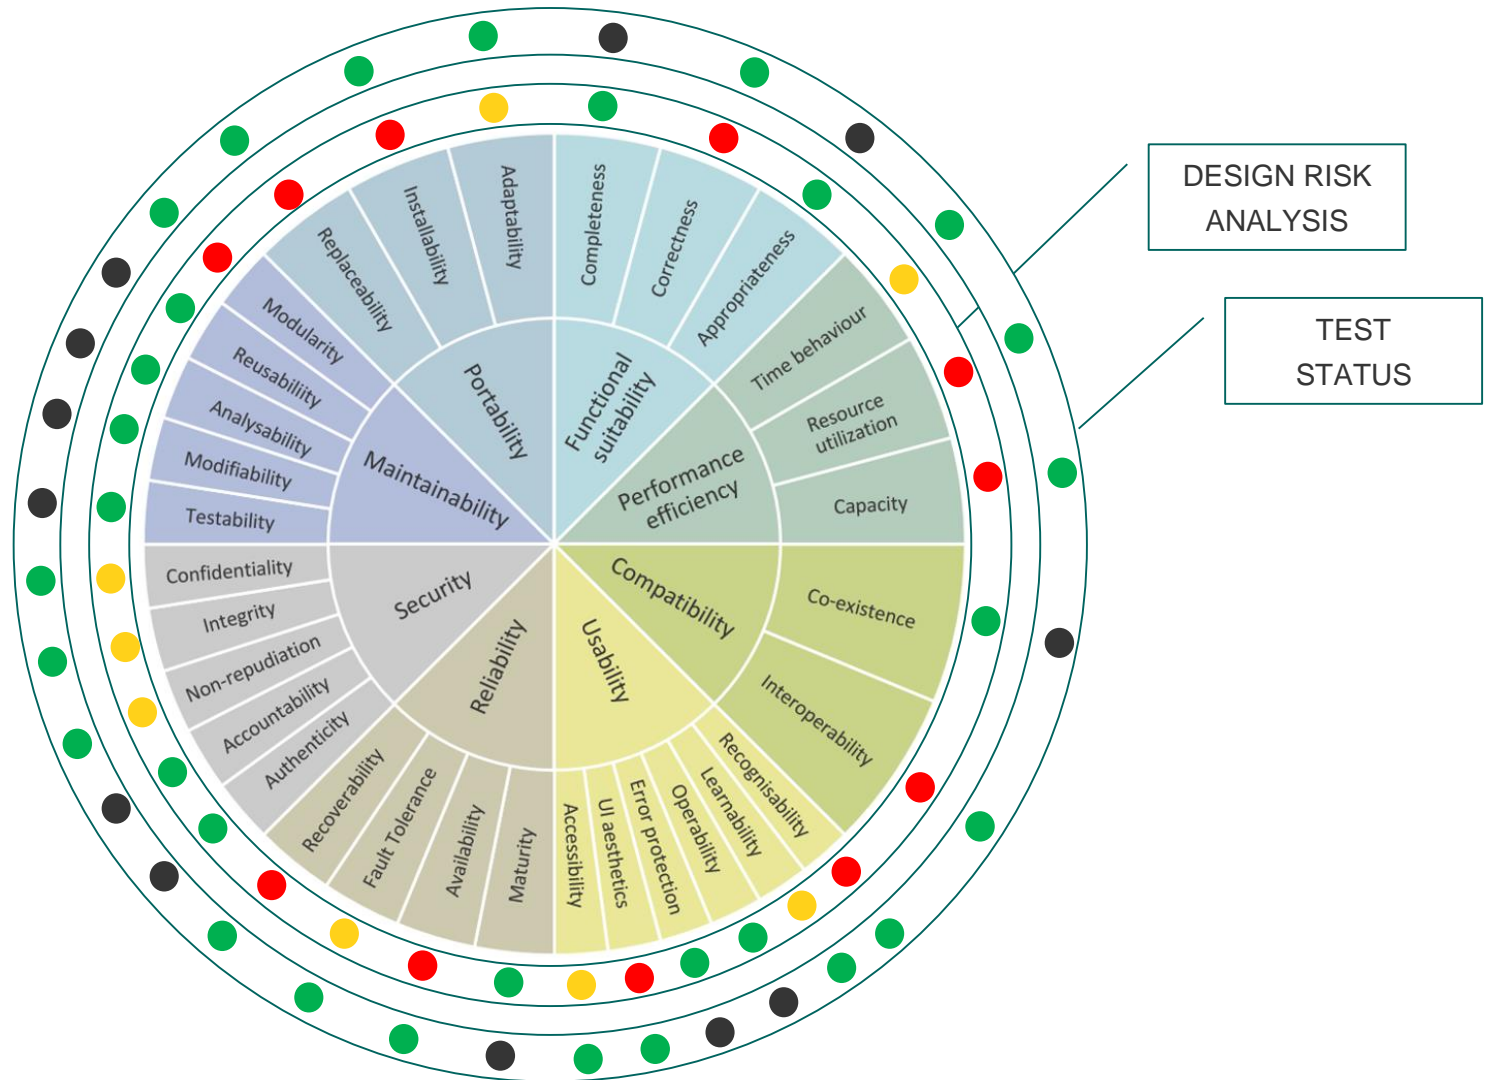 DESIGN RISK
ANALYSIS
TEST
STATUS
Functional
suitability
Completeness
Correctness
Appropriateness
Performance
efficiency
Time behaviour
Resource
utilization
Capacity
Compatibility
Co-existence
Interoperability
Usability
Recognisability
Learnability
Operability
Error protection
UI aesthetics
Accessibility
Reliability
Maturity
Availability
Fault Tolerance
Recoverability
Security
Authenticity
Accountability
Non-repudiation
Integrity
Confidentiality
Maintainability
Testability
Modifiability
Analysability
Reusability
Modularity
Portability
Replaceability
Installability
Adaptability